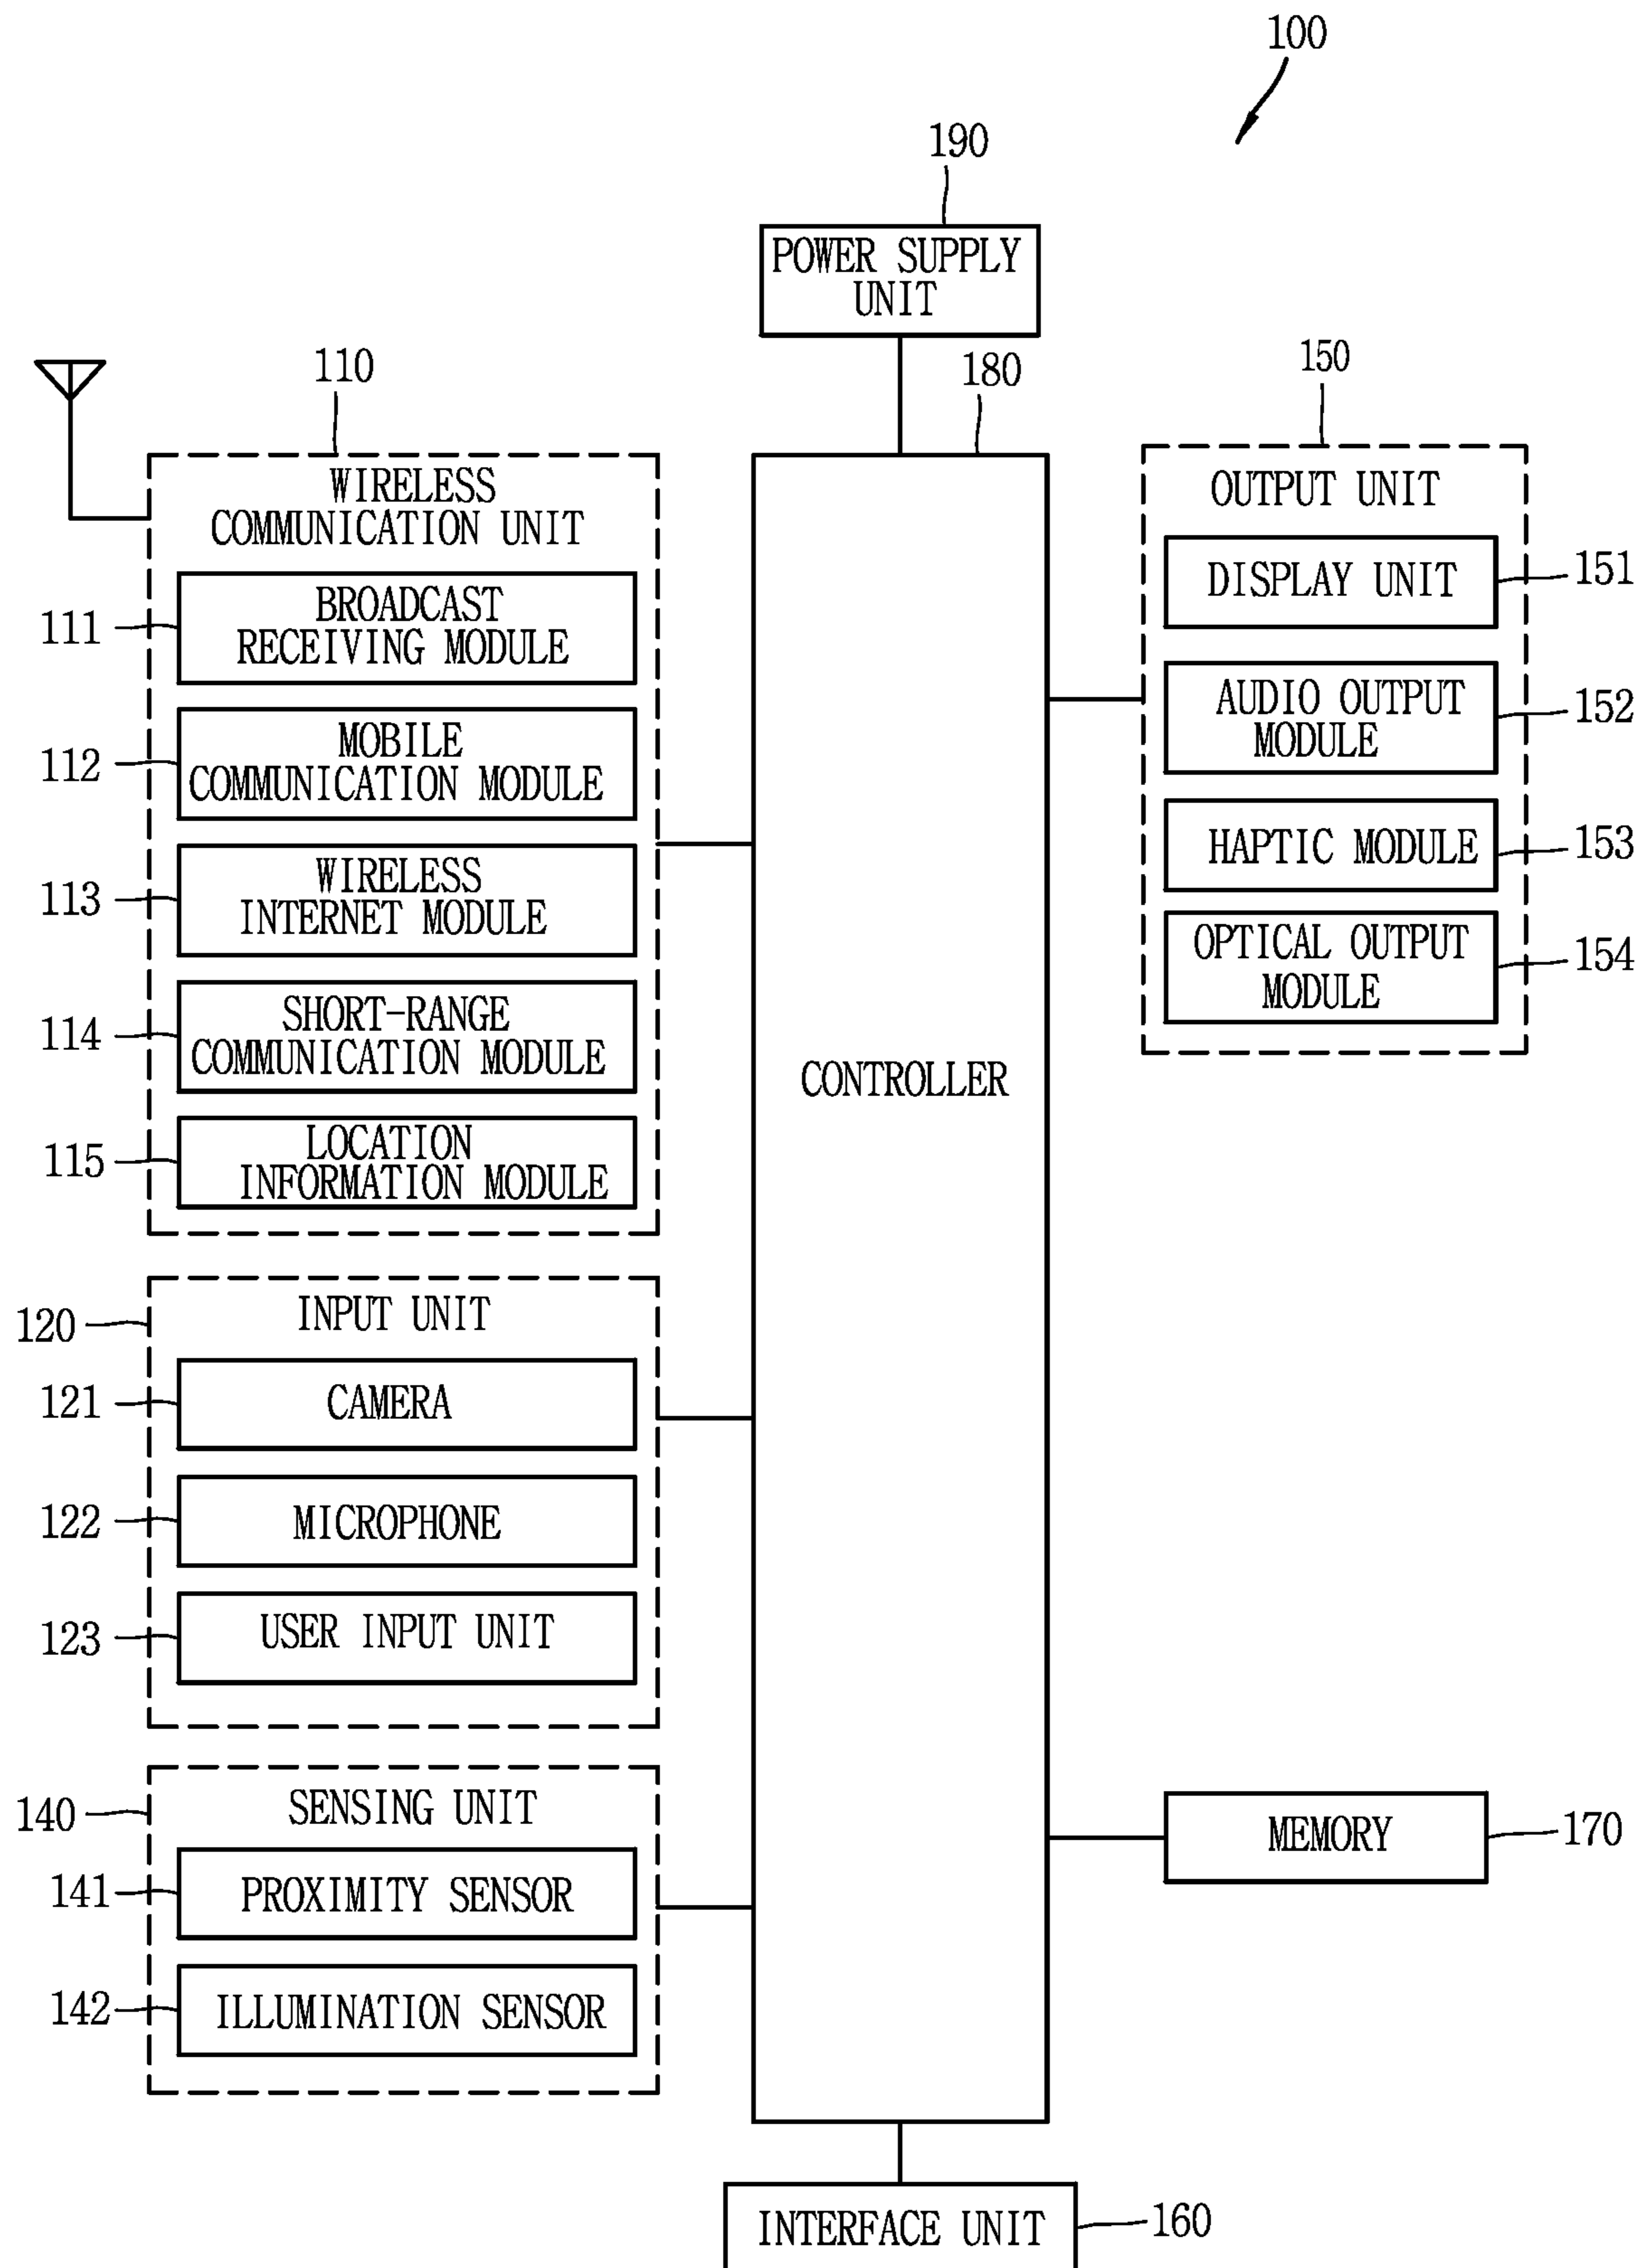 100
190
POWER SUPPLY
UNIT
110
180
150
WIRELESS
COMMUNICATION UNIT
111
BROADCAST
RECEIVING MODULE
112
MOBILE
COMMUNICATION MODULE
113
WIRELESS
INTERNET MODULE
114
SHORT-RANGE
COMMUNICATION MODULE
115
LOCATION
INFORMATION MODULE
120
INPUT UNIT
121
CAMERA
122
MICROPHONE
123
USER INPUT UNIT
140
SENSING UNIT
141
PROXIMITY SENSOR
142
ILLUMINATION SENSOR
CONTROLLER
OUTPUT UNIT
DISPLAY UNIT
151
AUDIO OUTPUT
MODULE
152
HAPTIC MODULE
153
OPTICAL OUTPUT
MODULE
154
MEMORY
170
INTERFACE UNIT
160